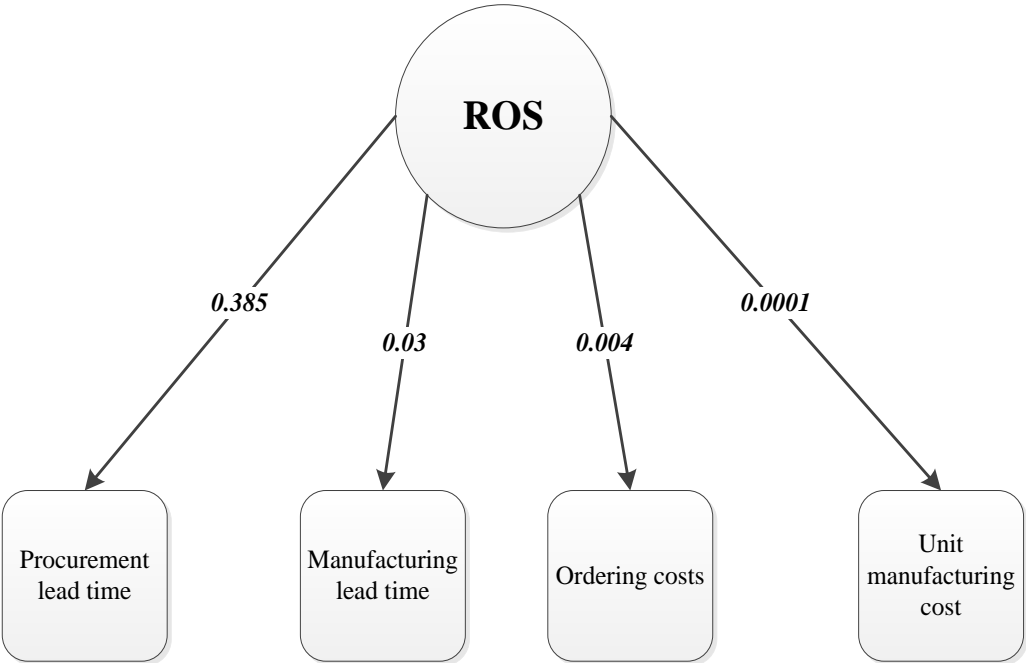 ROS
0.385
0.0001
0.03
0.004
Procurement
lead time
Manufacturing
lead time
Ordering costs
Unit
manufacturing
cost